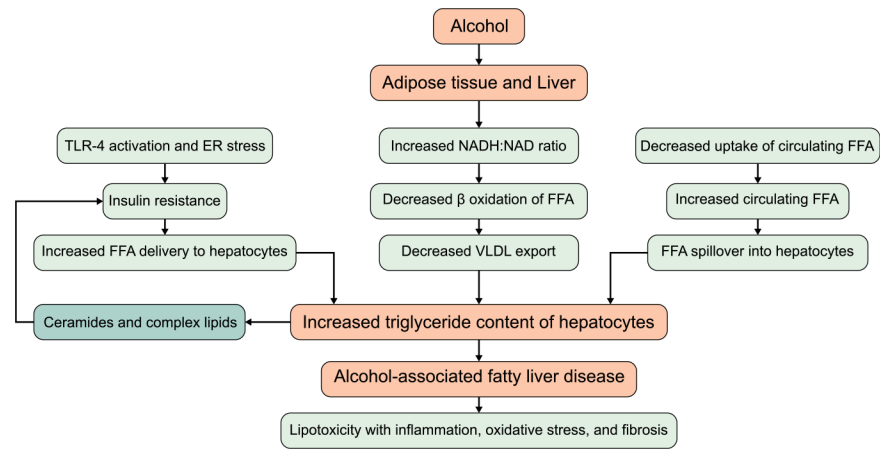 Alcohol
Adipose tissue and Liver
TLR-4 activation and ER stress
Increased NADH:NAD ratio
Decreased uptake of circulating FFA
Insulin resistance
Decreased β oxidation of FFA
Increased circulating FFA
Increased FFA delivery to hepatocytes
Decreased VLDL export
FFA spillover into hepatocytes
Ceramides and complex lipids
Increased triglyceride content of hepatocytes
Alcohol-associated fatty liver disease
Lipotoxicity with inflammation, oxidative stress, and fibrosis